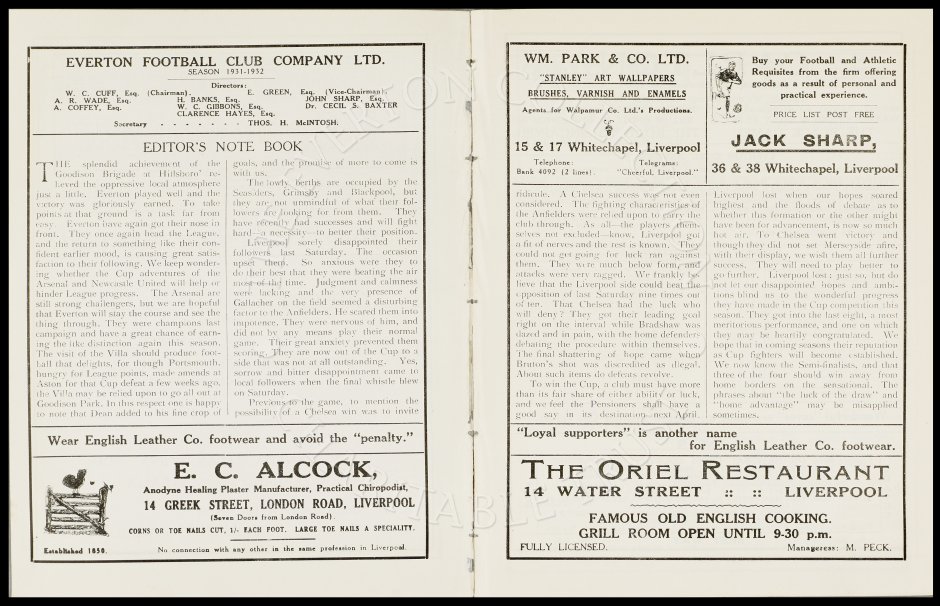 EVERTON FOOTBALL CLUB COMPANY LTD.
SEASON 1931-1932
Directors:
W. C. CUFF, Esq. (Chairman). E. GREEN, Esq. (Vice-Chairman),
A. R. WADE, Esq. H. BANKS, Esq. JOHN SHARP, Esq.
A. COFFEY, Esq. W. C. GIBBONS, Esq. Dr. CECIL S. BAXTER
CLARENCE HAYES, Esq.
Secretary - - - - - - - THOS. H. McINTOSH.
EDITOR'S NOTE BOOK
THE splendid achievement of the
Goodison Brigade at Hillsboro' re-
lieved the oppressive local atmosphere
just a little. Everton played well and the
victory was gloriously earned. To take
points at that ground is a task far from
easy. Everton have again got their nose in
front. They once again head the League,
and the return to something like their con-
fident earlier mood, is causing great satis-
faction to their following. We keep wonder-
ing whether the Cup adventures of the
Arsenal and Newcastle United will help or
hinder League progress. The Arsenal are
still strong challengers, but we are hopeful
that Everton will stay the course and see the
thing through. They were champions last
campaign and have a great chance of earn-
ing the like distinction again this season.
The visit of the Villa should produce foot-
ball that delights, for though Portsmouth,
hungry for League points, made amends at
Aston for that Cup defeat a few weeks ago,
the Villa may be relied upon to go all out at
Goodison Park. In this respect one is happy
to note that Dean added to his fine crop of
goals, and the promise of more to come is
with us.
The lowly berths are occupied by the
Seasiders, Grimsby and Blackpool, but
they are not unmindful of what their fol-
lowers are looking for from them. They
have recently had successes and will fight
hard—a necessity—to better their position.
Liverpool sorely disappointed their
followers last Saturday. The occasion
upset them. So anxious were they to
do their best that they were beating the air
most of the time. Judgment and calmness
were lacking and the very presence of
Gallacher on the field seemed a disturbing
factor to the Anfielders. He scared them into
impotence. They were nervous of him, and
did not by any means play their normal
game. Their great anxiety prevented them
scoring. They are now out of the Cup to a
side that was not at all outstanding. Yes,
sorrow and bitter disappointment came to
local followers when the final whistle blew
on Saturday.
Previous to the game, to mention the
possibility of a Chelsea win was to invite
Wear English Leather Co. footwear and avoid the "penalty."
E. C. ALCOCK,
Anodyne Healing Plaster Manufacturer, Practical Chiropodist,
14 GREEK STREET, LONDON ROAD, LIVERPOOL
(Seven Doors from London Road).
CORNS OR TOE NAILS CUT, 1/- EACH FOOT. LARGE TOE NAILS A SPECIALITY.
Established 1850. No connection with any other in the same profession in Liverpool.
WM. PARK & CO. LTD.
"STANLEY" ART WALLPAPERS
BRUSHES, VARNISH AND ENAMELS
Agents for Walpamur Co. Ltd.'s Productions.
15 & 17 Whitechapel, Liverpool
Telephone: Telegrams:
Bank 4092 (2 lines). "Cheerful, Liverpool."
Buy your Football and Athletic
Requisites from the firm offering
goods as a result of personal and
practical experience.
PRICE LIST POST FREE
JACK SHARP,
36 & 38 Whitechapel, Liverpool
ridicule. A Chelsea success was not even
considered. The fighting characteristics of
the Anfielders were relied upon to carry the
club through. As all—the players them-
selves not excluded—know, Liverpool got
a fit of nerves and the rest is known. They
could not get going for luck ran against
them. They were much below form, and
attacks were very ragged. We frankly be-
lieve that the Liverpool side could beat the
opposition of last Saturday nine times out
of ten. That Chelsea had the luck who
will deny? They got their leading goal
right on the interval while Bradshaw was
dazed and in pain, with the home defenders
debating the procedure within themselves.
The final shattering of hope came when
Bruton's shot was discredited as illegal.
About such items do defeats revolve.
To win the Cup, a club must have more
than its fair share of either ability or luck,
and we feel the Pensioners shall have a
good say in its destination next April.
Liverpool lost when our hopes soared
highest and the floods of debate as to
whether this formation or the other might
have been for advancement, is now so much
hot air. To Chelsea went victory and
though they did not set Merseyside afire,
with their display, we wish them all further
success. They will need to play better to
go further. Liverpool lost; just so, but do
not let our disappointed hopes and ambi-
tions blind us to the wonderful progress
they have made in the Cup competition this
season. They got into the last eight, a most
meritorious performance, and one on which
they may be heartily congratulated. We
hope that in coming seasons their reputation
as Cup fighters will become established.
We now know the Semi-finalists, and that
three of the four should win away from
home borders on the sensational. The
phrases about "the luck of the draw" and
"home advantage" may be misapplied
sometimes.
"Loyal supporters" is another name
for English Leather Co. footwear.
THE ORIEL RESTAURANT
14 WATER STREET :: :: LIVERPOOL
FAMOUS OLD ENGLISH COOKING.
GRILL ROOM OPEN UNTIL 9-30 p.m.
FULLY LICENSED. Manageress: M. PECK.